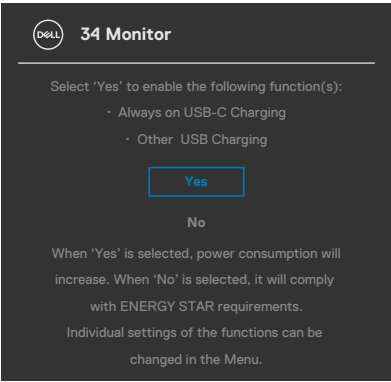 DELL 34 Monitor
Select ‘Yes’ to enable the following function(s):
· Always on USB-C Charging
· Other USB Charging
Yes
No
When ‘Yes’ is selected, power consumption will
increase. When ‘No’ is selected, it will comply
with ENERGY STAR requirements.
Individual settings of the functions can be
changed in the Menu.